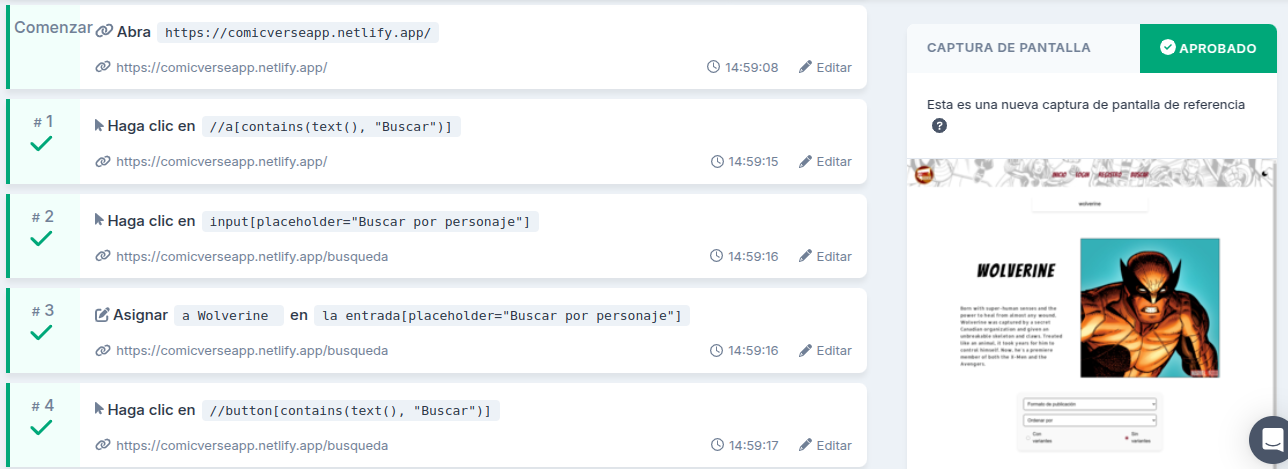 Comenzar
Abra https://comicverseapp.netlify.app/
https://comicverseapp.netlify.app/ 14:59:08 Editar
# 1
Haga clic en //a[contains(text(), "Buscar")]
https://comicverseapp.netlify.app/ 14:59:15 Editar
# 2
Haga clic en input[placeholder="Buscar por personaje"]
https://comicverseapp.netlify.app/busqueda 14:59:16 Editar
# 3
Asignar a Wolverine en la entrada[placeholder="Buscar por personaje"]
https://comicverseapp.netlify.app/busqueda 14:59:16 Editar
# 4
Haga clic en //button[contains(text(), "Buscar")]
https://comicverseapp.netlify.app/busqueda 14:59:17 Editar
CAPTURA DE PANTALLA
APROBADO
Esta es una nueva captura de pantalla de referencia
?
INICIO LOGIN REGISTRO BUSCAR
wolverine
WOLVERINE
Born with super-human senses and the
power to heal from almost any wound,
Wolverine was captured by a secret
Canadian organization and given an
unbreakable skeleton and claws. Treated
like an animal, it took years for him to
control himself. Now, he's a premiere
member of both the X-Men and the
Avengers.
Formato de publicación
Ordenar por
Con
variantes
Sin
variantes